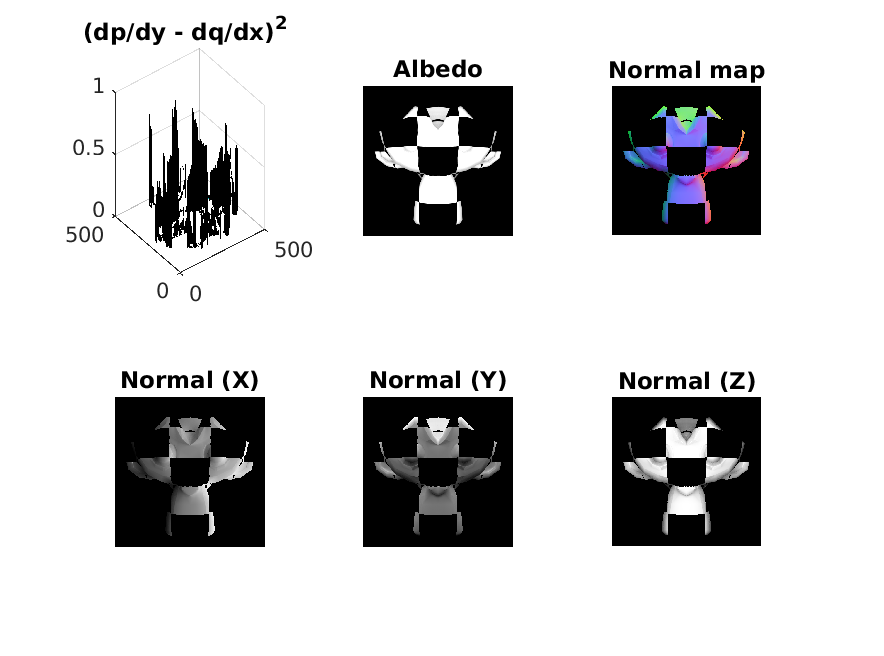 (dp/dy - dq/dx)²
1
0.5
0
500
0
0
500
Albedo
Normal map
Normal (X)
Normal (Y)
Normal (Z)